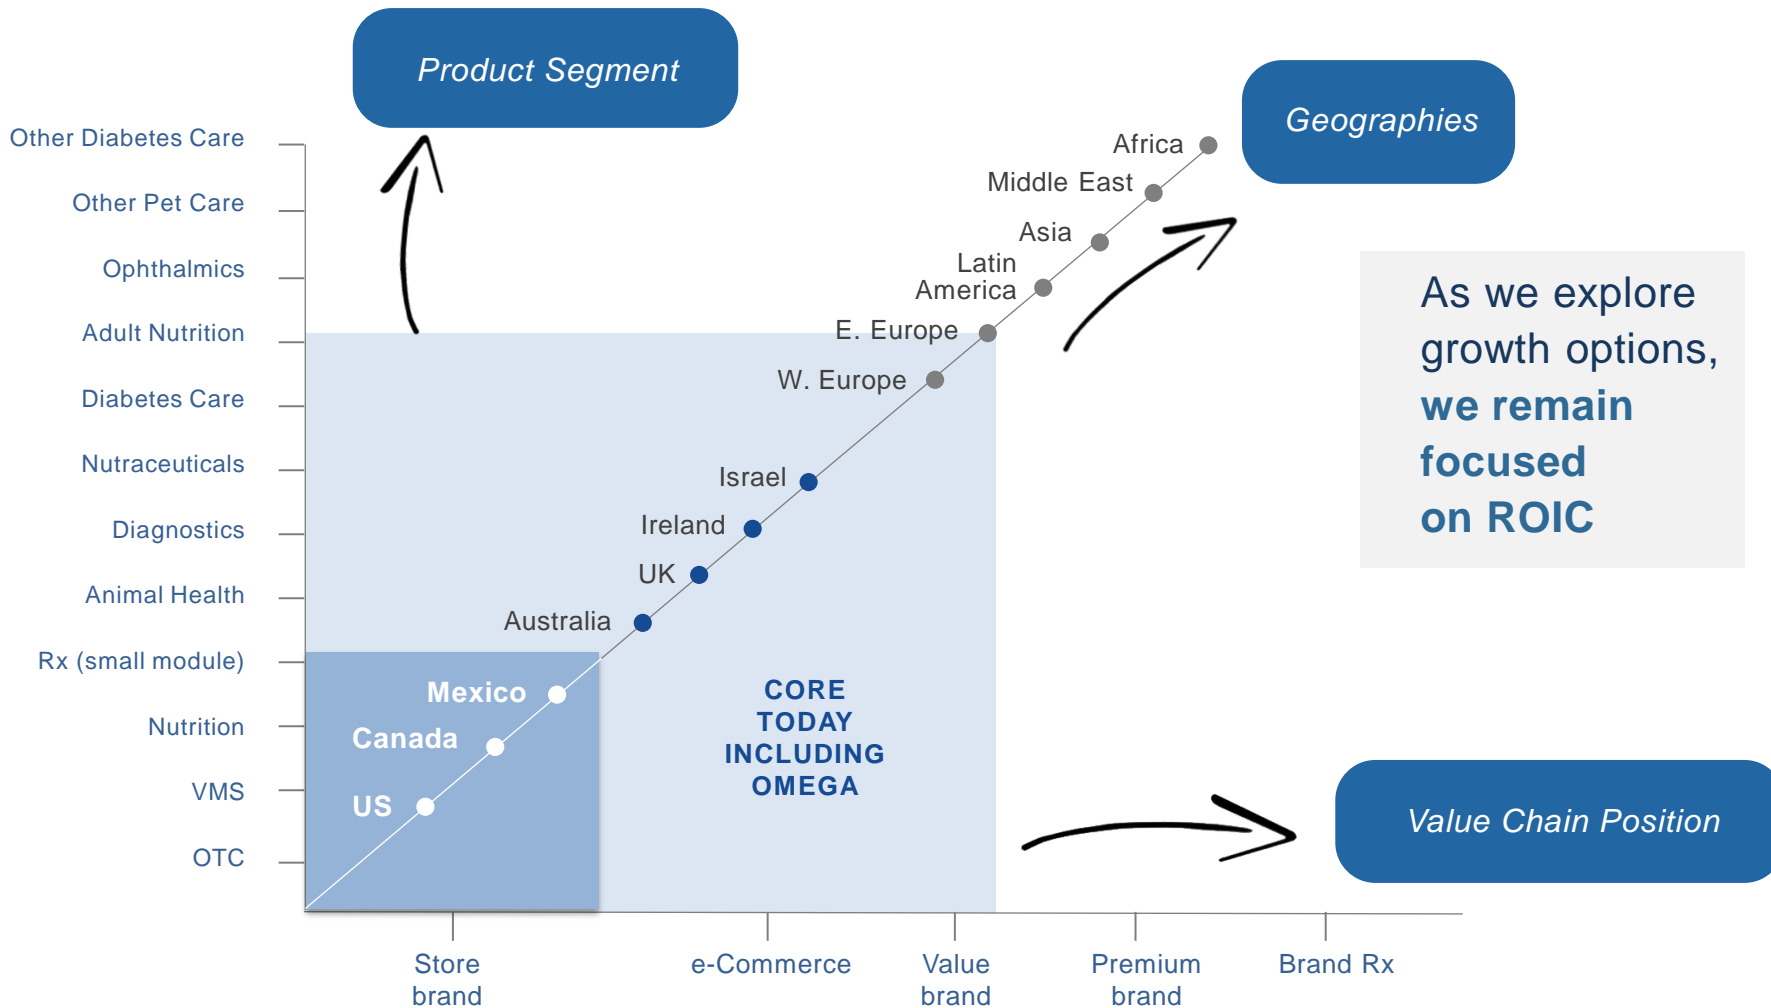 Product Segment
Geographies
Other Diabetes Care
Other Pet Care
Ophthalmics
Adult Nutrition
Diabetes Care
Nutraceuticals
Diagnostics
Animal Health
Rx (small module)
Nutrition
VMS
OTC
Africa
Middle East
Asia
Latin
America
E. Europe
W. Europe
Israel
Ireland
UK
Australia
Mexico
Canada
US
CORE
TODAY
INCLUDING
OMEGA
As we explore
growth options,
we remain
focused
on ROIC
Value Chain Position
Store
brand
e-Commerce
Value
brand
Premium
brand
Brand Rx